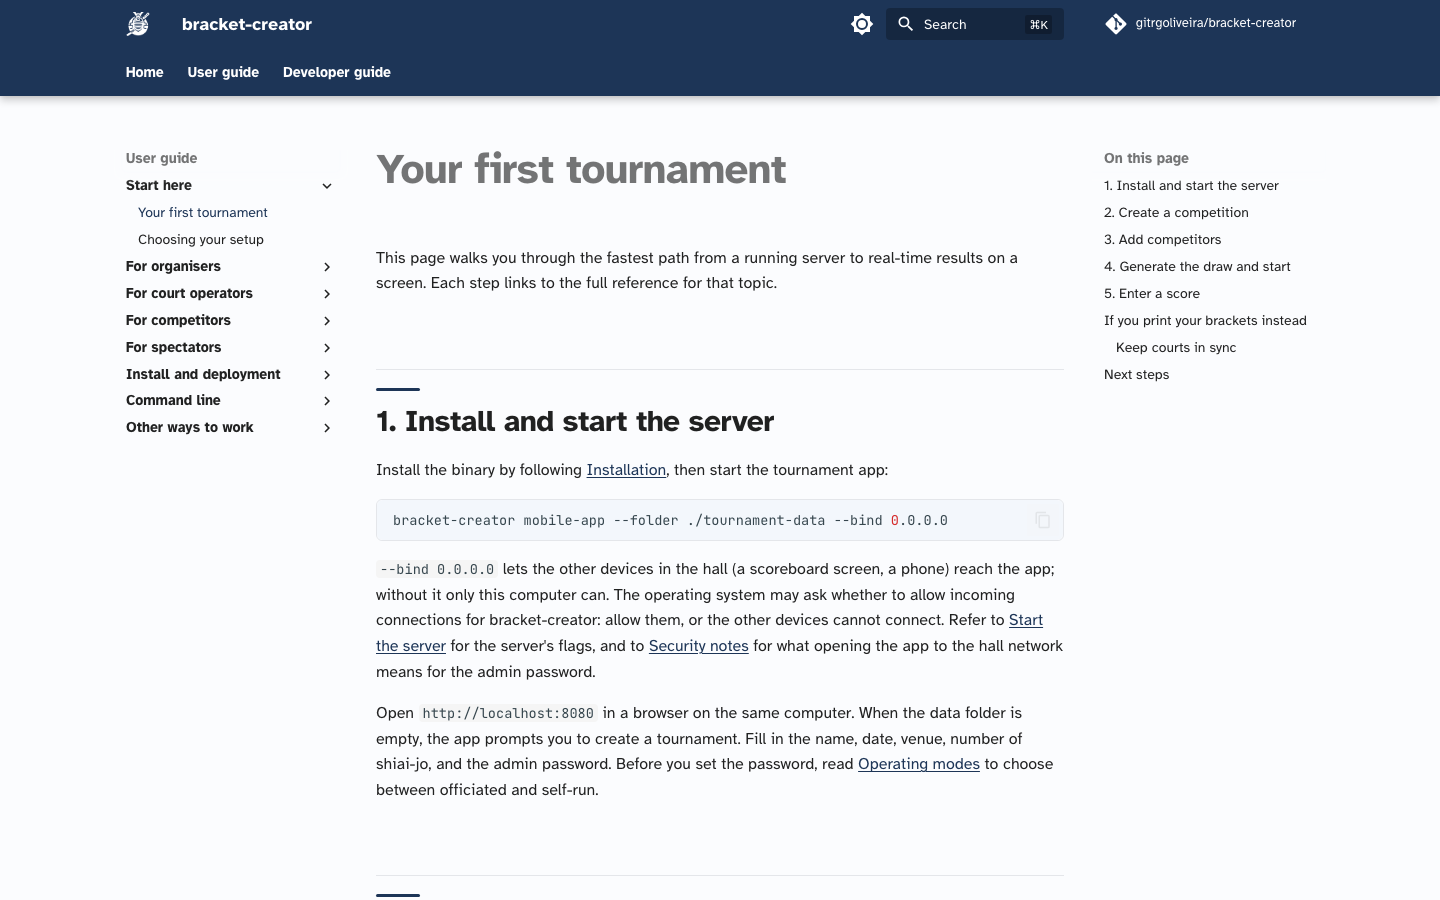 bracket-creator
Search
⌘K
gitrgoliveira/bracket-creator
Home
User guide
Developer guide
User guide
Start here
Your first tournament
Choosing your setup
For organisers
For court operators
For competitors
For spectators
Install and deployment
Command line
Other ways to work
Your first tournament
This page walks you through the fastest path from a running server to real-time results on a
screen. Each step links to the full reference for that topic.
1. Install and start the server
Install the binary by following Installation, then start the tournament app:
bracket-creator mobile-app --folder ./tournament-data --bind 0.0.0.0
--bind 0.0.0.0 lets the other devices in the hall (a scoreboard screen, a phone) reach the app;
without it only this computer can. The operating system may ask whether to allow incoming
connections for bracket-creator: allow them, or the other devices cannot connect. Refer to Start
the server for the server's flags, and to Security notes for what opening the app to the hall network
means for the admin password.
Open http://localhost:8080 in a browser on the same computer. When the data folder is
empty, the app prompts you to create a tournament. Fill in the name, date, venue, number of
shiai-jo, and the admin password. Before you set the password, read Operating modes to choose
between officiated and self-run.
On this page
1. Install and start the server
2. Create a competition
3. Add competitors
4. Generate the draw and start
5. Enter a score
If you print your brackets instead
Keep courts in sync
Next steps